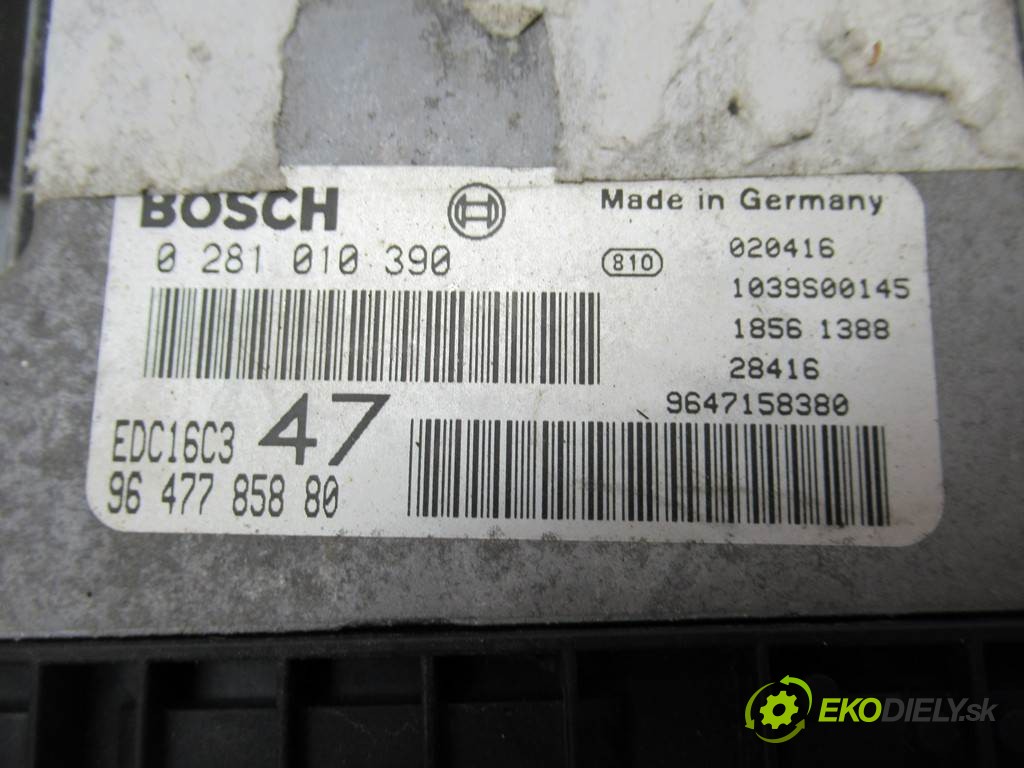 BOSCH
Made in Germany
0 281 010 390
810
020416
1039S00145
1856 1388
28416
9647158380
EDC16C3
47
96 477 858 80
EKODIELY.sk